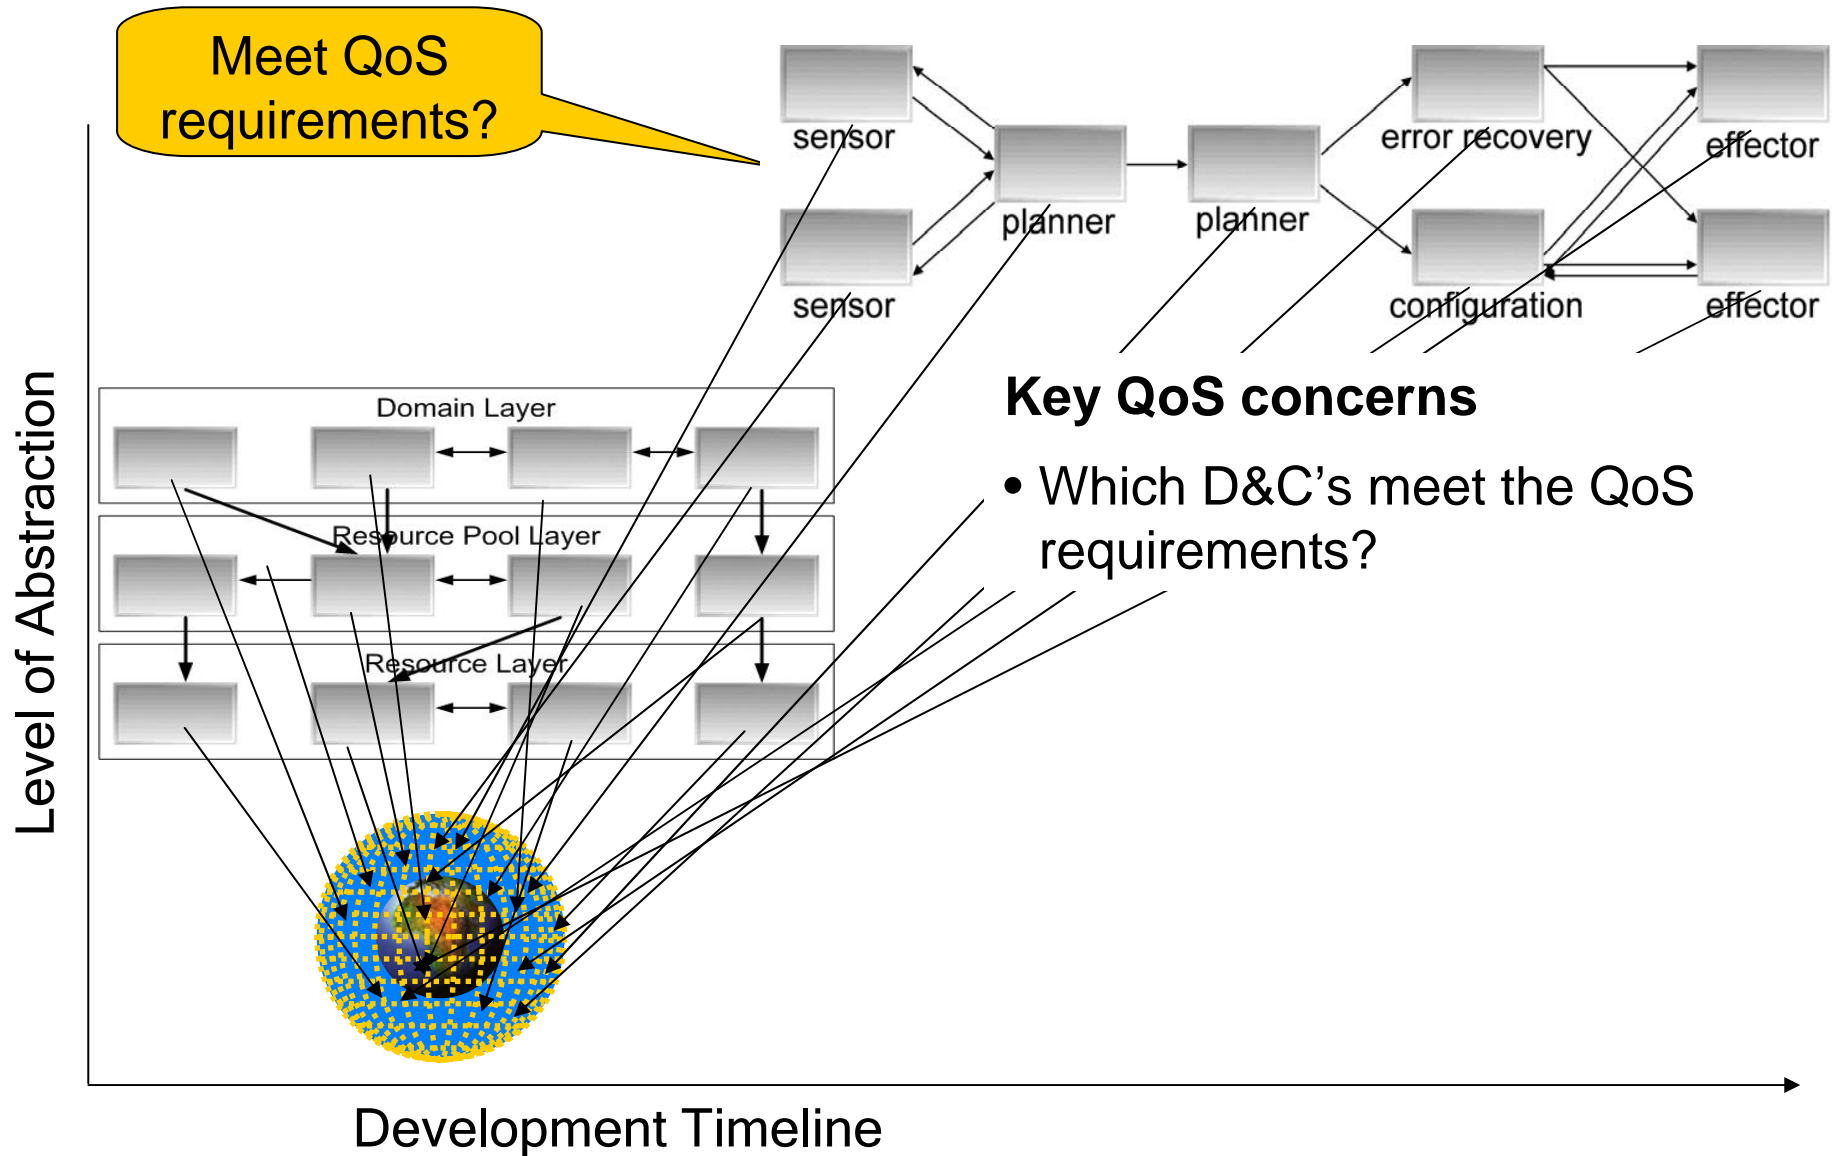 Meet QoS
requirements?
sensor
sensor
planner
planner
error recovery
configuration
effector
effector
Key QoS concerns
• Which D&C’s meet the QoS
requirements?
Domain Layer
Resource Pool Layer
Resource Layer
Level of Abstraction
Development Timeline